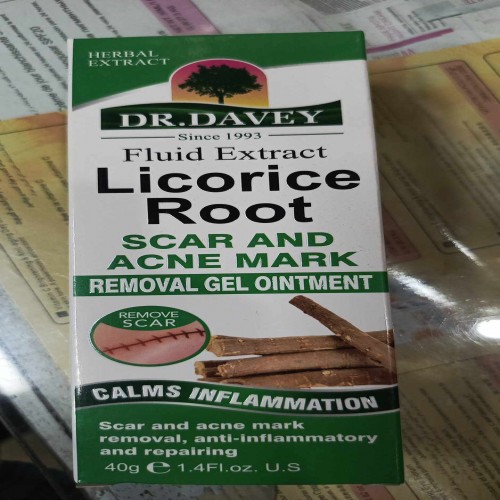 HERBAL
EXTRACT
DR.DAVEY
Since 1993
Fluid Extract
Licorice
Root
SCAR AND
ACNE MARK
REMOVAL GEL OINTMENT
REMOVE
SCAR
CALMS INFLAMMATION
Scar and acne mark
removal, anti-inflammatory
and repairing
40g ℮ 1.4Fl.oz. U.S